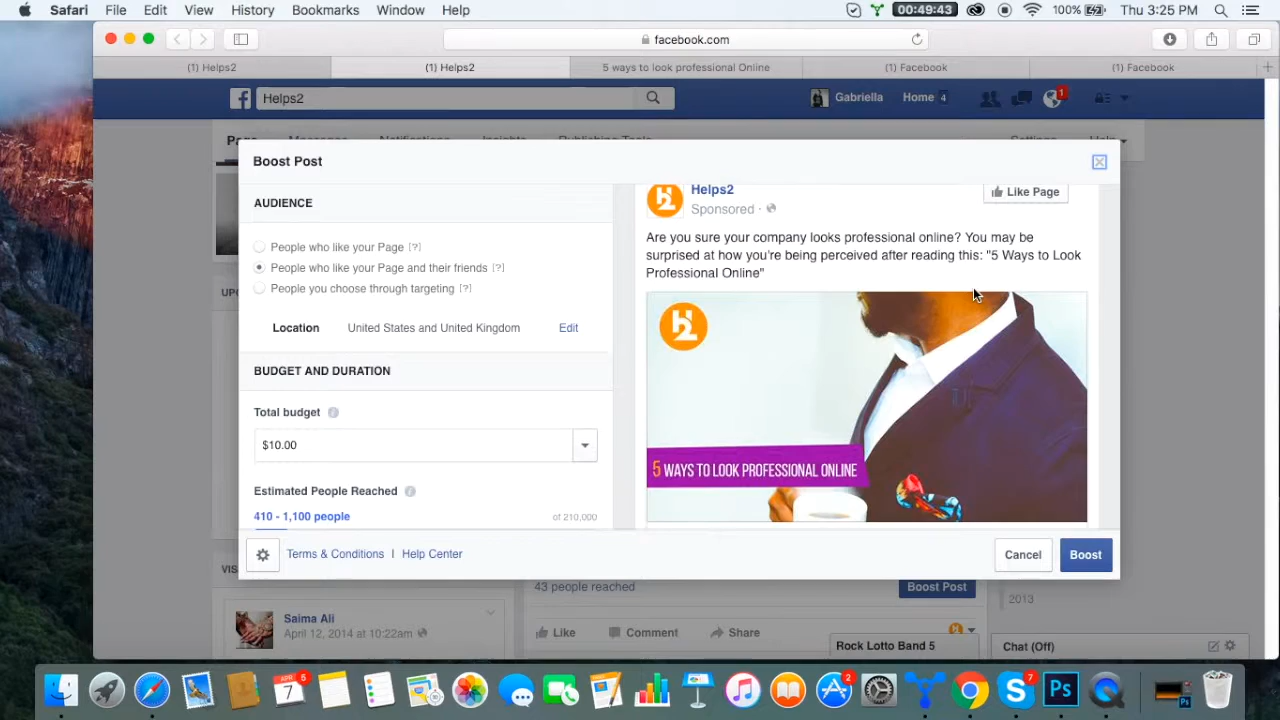 Safari File Edit View History Bookmarks Window Help 00:49:43 100% Thu 3:25 PM
facebook.com
(1) Helps2 (1) Helps2 5 ways to look professional Online (1) Facebook (1) Facebook
Helps2 Gabriella Home 4 1
Boost Post
AUDIENCE
People who like your Page [?]
People who like your Page and their friends [?]
People you choose through targeting [?]
Location United States and United Kingdom Edit
BUDGET AND DURATION
Total budget
$10.00
Estimated People Reached
410 - 1,100 people of 210,000
Helps2
Like Page
Sponsored ·
Are you sure your company looks professional online? You may be
surprised at how you're being perceived after reading this: "5 Ways to Look
Professional Online"
5 WAYS TO LOOK PROFESSIONAL ONLINE
Terms & Conditions | Help Center
Cancel Boost
43 people reached Boost Post
2013
Saima Ali
April 12, 2014 at 10:22am
Like Comment Share
Rock Lotto Band 5
Chat (Off)
APR 6
7
2
7
Ps